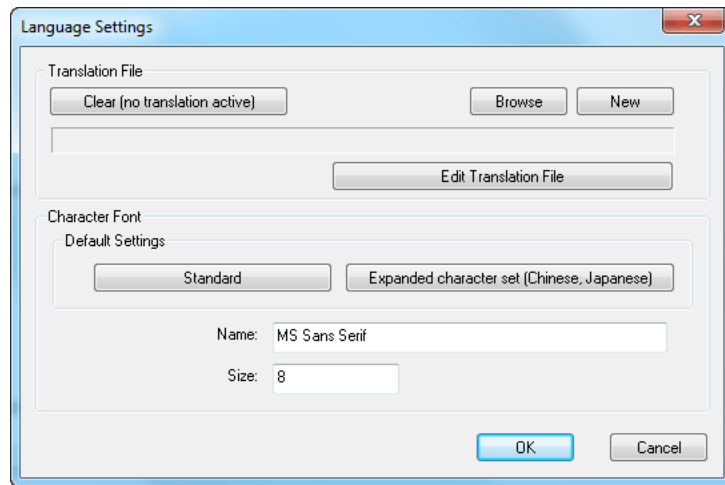 Language Settings
Translation File
Clear (no translation active)
Browse
New
Edit Translation File
Character Font
Default Settings
Standard
Expanded character set (Chinese, Japanese)
Name: MS Sans Serif
Size: 8
OK
Cancel